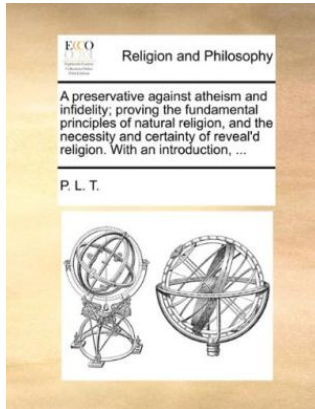 ECCO
Religion and Philosophy
A preservative against atheism and
infidelity; proving the fundamental
principles of natural religion, and the
necessity and certainty of reveal'd
religion. With an introduction, ...
P. L. T.